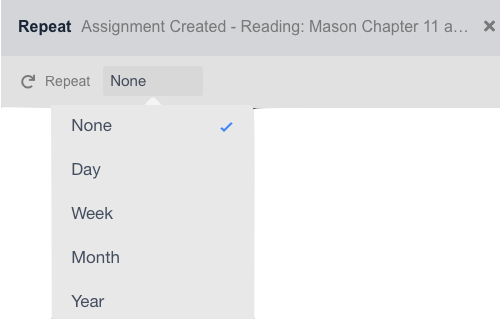 Repeat Assignment Created - Reading: Mason Chapter 11 a...
Repeat None
None
Day
Week
Month
Year